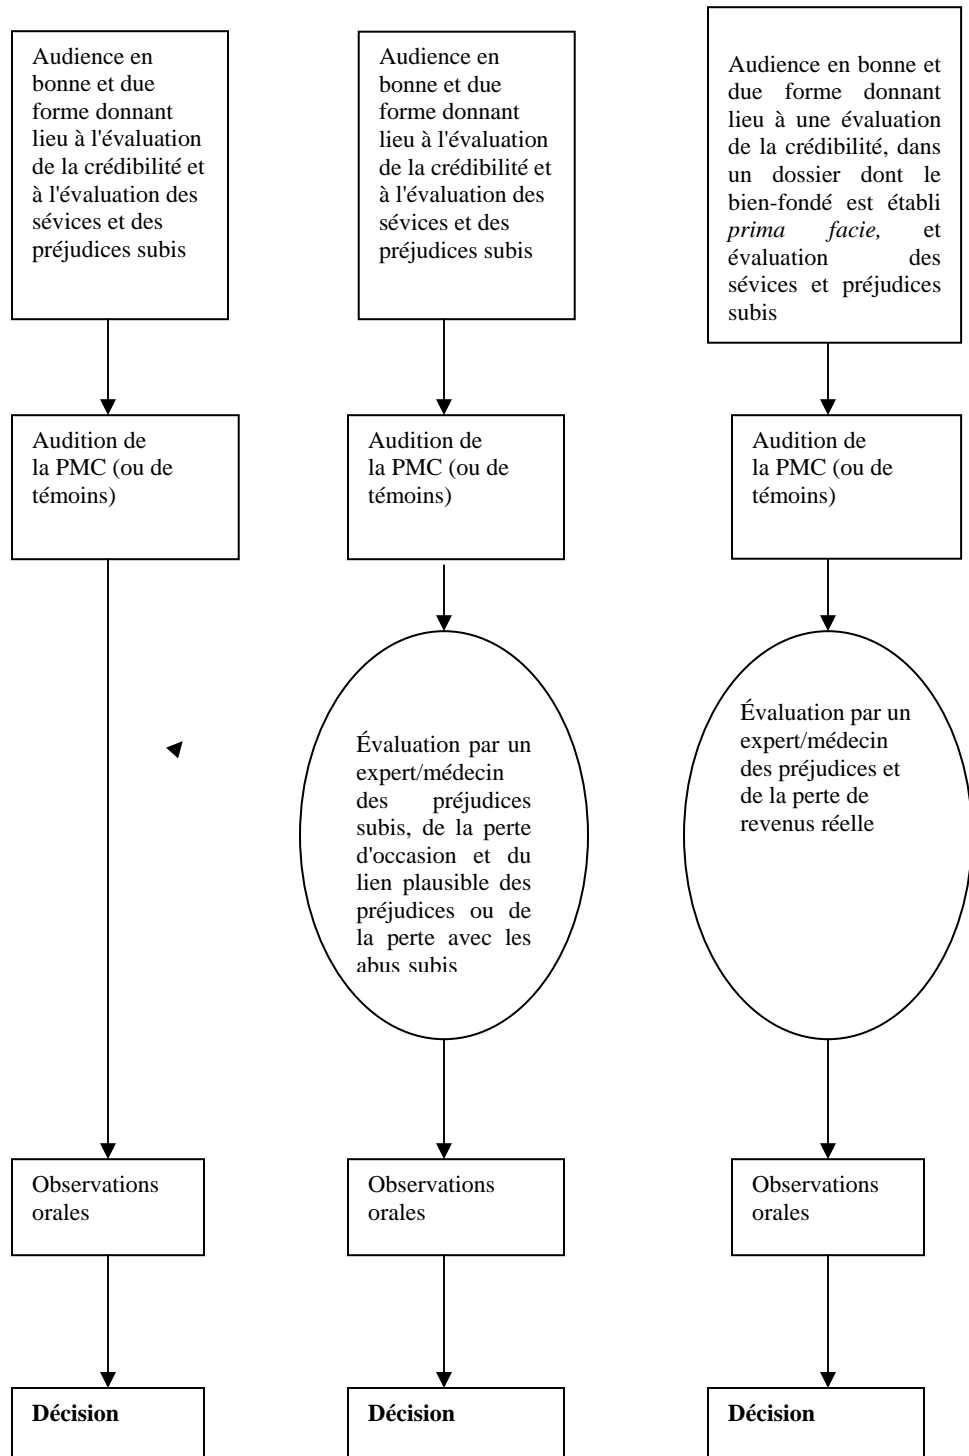 Audience en
bonne et due
forme donnant
lieu à l'évaluation
de la crédibilité et
à l'évaluation des
sévices et des
préjudices subis
Audience en
bonne et due
forme donnant
lieu à l'évaluation
de la crédibilité et
à l'évaluation des
sévices et des
préjudices subis
Audience en bonne et
due forme donnant
lieu à une évaluation
de la crédibilité, dans
un dossier dont le
bien-fondé est établi
prima facie, et
évaluation des
sévices et préjudices
subis
Audition de
la PMC (ou de
témoins)
Audition de
la PMC (ou de
témoins)
Audition de
la PMC (ou de
témoins)
Évaluation par un
expert/médecin
des préjudices
subis, de la perte
d'occasion et du
lien plausible des
préjudices ou de
la perte avec les
abus subis
Évaluation par un
expert/médecin
des préjudices et
de la perte de
revenus réelle
Observations
orales
Observations
orales
Observations
orales
Décision
Décision
Décision